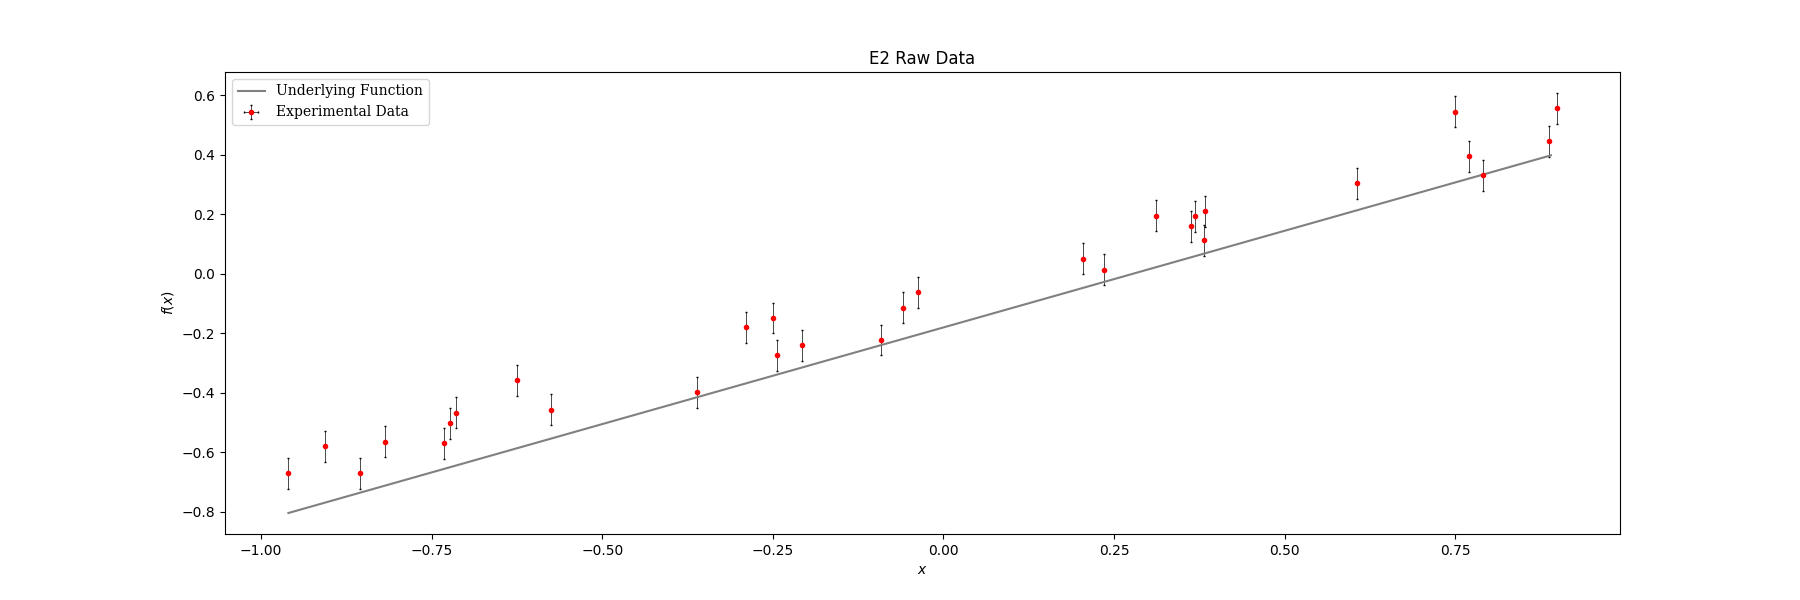 E2 Raw Data
Underlying Function
Experimental Data
0.6
0.4
0.2
0.0
−0.2
−0.4
−0.6
−0.8
f(x)
−1.00 −0.75 −0.50 −0.25 0.00 0.25 0.50 0.75
x